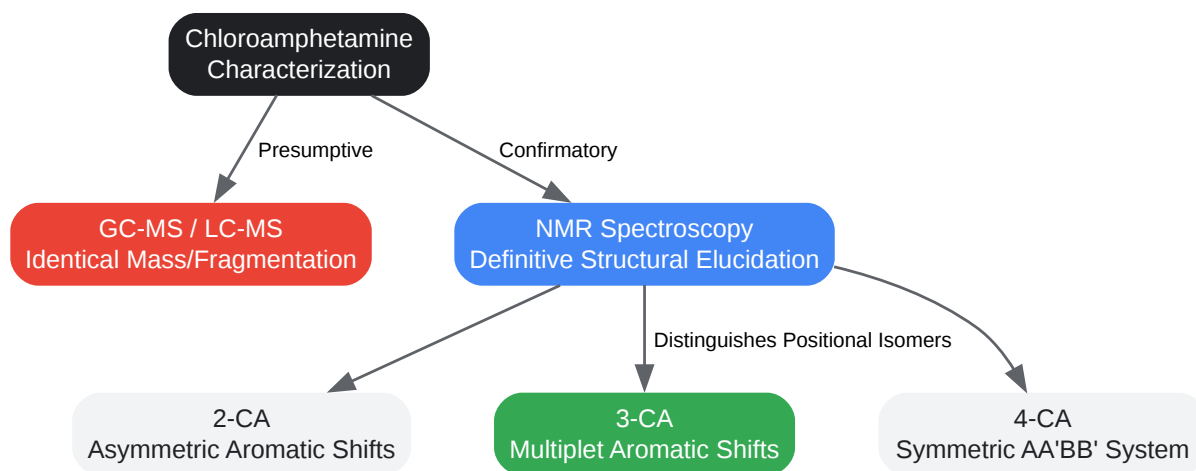 Chloroamphetamine
Characterization
Presumptive
Confirmatory
GC-MS / LC-MS
Identical Mass/Fragmentation
NMR Spectroscopy
Definitive Structural Elucidation
Distinguishes Positional Isomers
2-CA
Asymmetric Aromatic Shifts
3-CA
Multiplet Aromatic Shifts
4-CA
Symmetric AA'BB' System